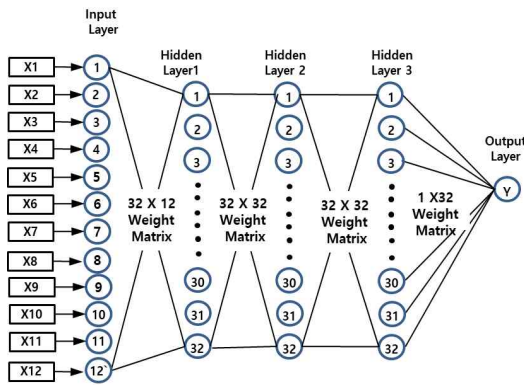 Input
Layer
Hidden
Layer1
Hidden
Layer 2
Hidden
Layer 3
Output
Layer
X1
X2
X3
X4
X5
X6
X7
X8
X9
X10
X11
X12
1
2
3
4
5
6
7
8
9
10
11
12`
32 X 12
Weight
Matrix
1
2
3
30
31
32
32 X 32
Weight
Matrix
1
2
3
30
31
32
32 X 32
Weight
Matrix
1
2
3
30
31
32
1 X32
Weight
Matrix
Y